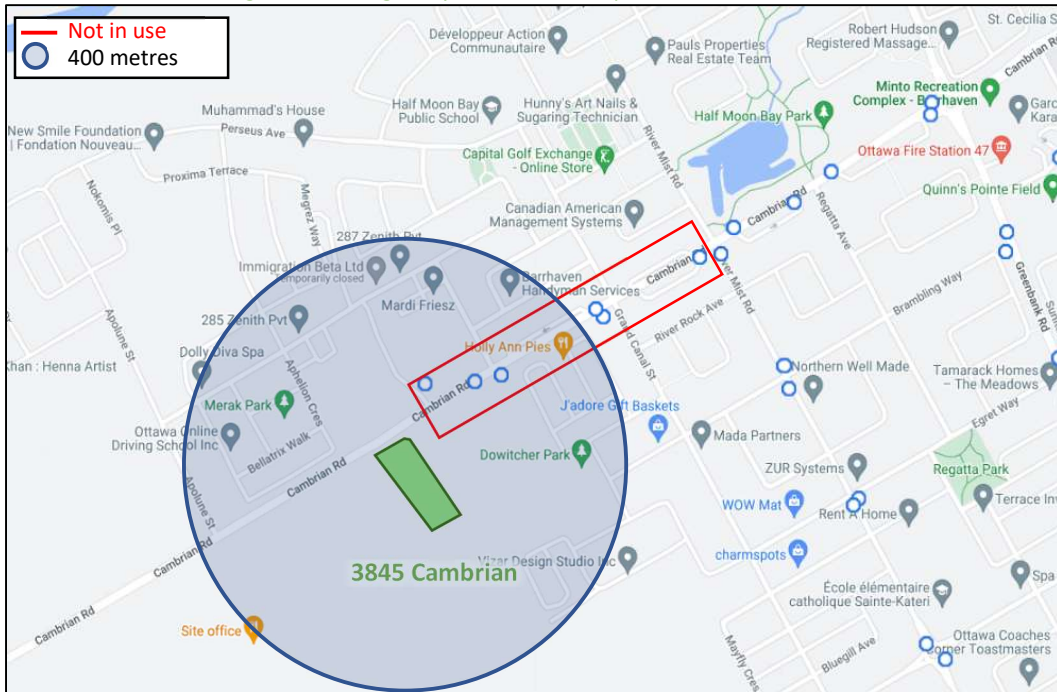 Not in use
400 metres
Développeur Action
Communautaire
Pauls Properties
Real Estate Team
Robert Hudson
Registered Massage...
St. Cecilia S
Cambrian Rd
Minto Recreation
Complex - B rrhaven
Muhammad's House
Perseus Ave
Half Moon Bay
Public School
Hunny's Art Nails &
Sugaring Technician
Half Moon Bay Park
Gard
Kara
New Smile Foundation
| Fondation Nouveau...
Proxima Terrace
Capital Golf Exchange
- Online Store
River Mist Rd
Ottawa Fire Station 47
Quinn's Pointe Field
Nokomis Pl
Megrez Way
Canadian American
Management Systems
Cambrian Rd
Regatta Ave
287 Zenith Pvt
Immigration Beta Ltd
Temporarily closed
Barrhaven
Handyman Services
Cambrian
River Mist Rd
Brambling Way
Greenbank Rd
Apolune St
Mardi Friesz
River Rock Ave
285 Zenith Pvt
Grand Canal St
Khan : Henna Artist
Dolly Diva Spa
Holly Ann Pies
Northern Well Made
Tamarack Homes
– The Meadows
Aphelion Cres
Cambrian Rd
Merak Park
J'adore Gift Baskets
Egret Way
Ottawa Online
Driving School Inc
Bellatrix Walk
Mada Partners
Cambrian Rd
Dowitcher Park
ZUR Systems
Regatta Park
Apolune St
WOW Mat
Rent A Home
Terrace Inv
Vizar Design Studio Inc
charmspots
3845 Cambrian
Spa
École élémentaire
catholique Sainte-Kateri
Cambrian Rd
Site office
Mayfly Cres
Bluegill Ave
Ottawa Coaches
Corner Toastmasters